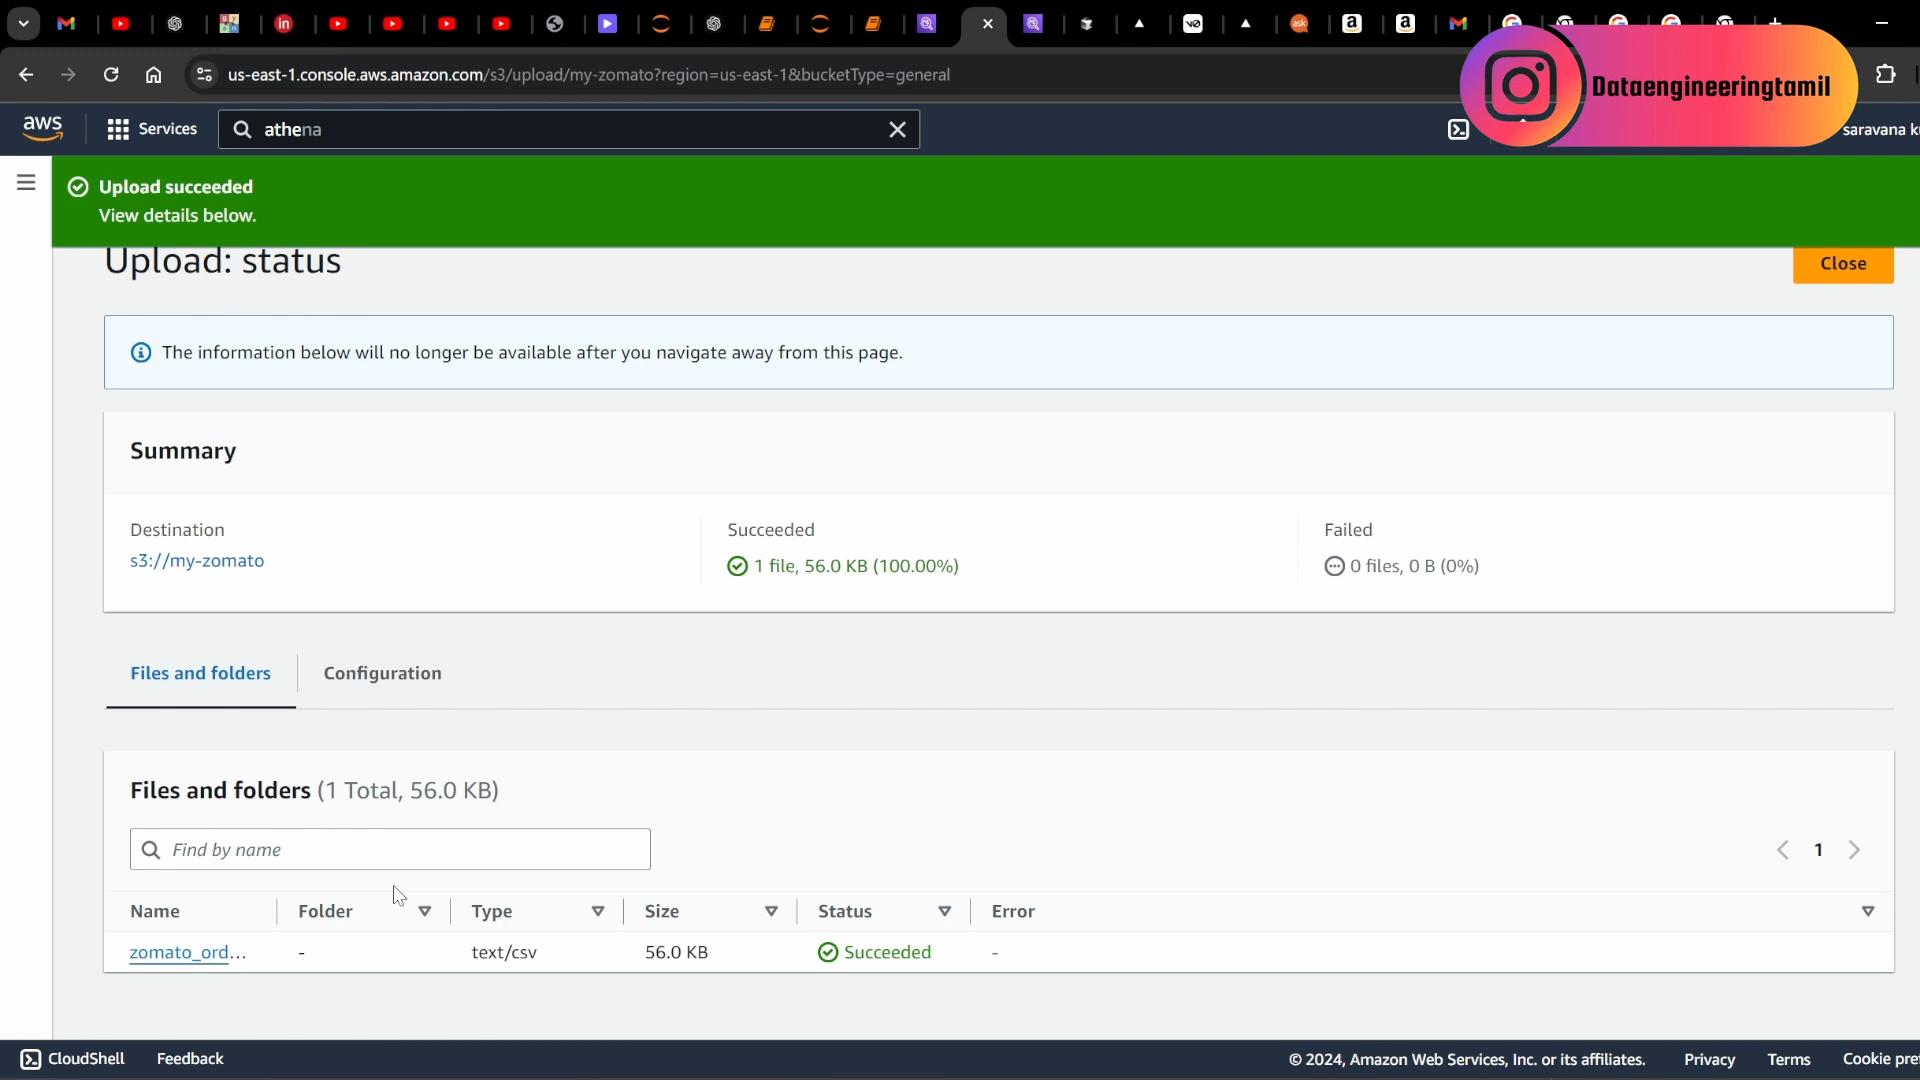 us-east-1.console.aws.amazon.com/s3/upload/my-zomato?region=us-east-1&bucketType=general
Dataengineeringtamil
aws
Services
athena
saravana
Upload succeeded
View details below.
Upload: status
Close
The information below will no longer be available after you navigate away from this page.
Summary
Destination
s3://my-zomato
Succeeded
1 file, 56.0 KB (100.00%)
Failed
0 files, 0 B (0%)
Files and folders
Configuration
Files and folders (1 Total, 56.0 KB)
Find by name
1
Name
Folder
Type
Size
Status
Error
zomato_ord...
-
text/csv
56.0 KB
Succeeded
-
CloudShell
Feedback
© 2024, Amazon Web Services, Inc. or its affiliates.
Privacy
Terms
Cookie